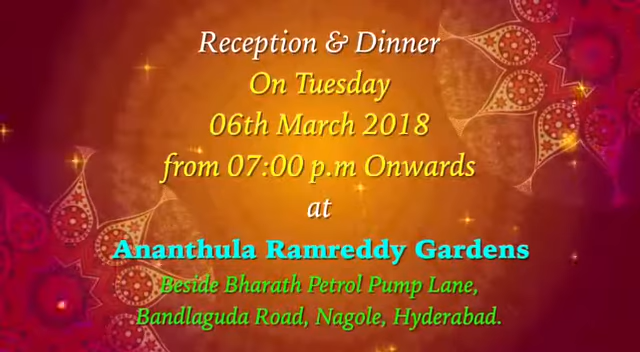 Reception & Dinner
On Tuesday
06th March 2018
from 07:00 p.m Onwards
at
Ananthula Ramreddy Gardens
Beside Bharath Petrol Pump Lane,
Bandlaguda Road, Nagole, Hyderabad.